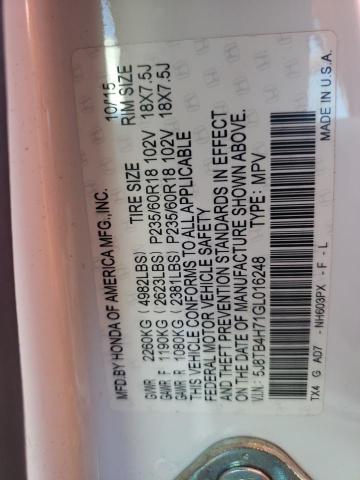 MFD.BY HONDA OF AMERICA MFG.,INC. 10/15
TIRE SIZE RIM SIZE
GVWR 2260KG (4982LBS)
GAWR F 1190KG (2623LBS) P235/60R18 102V 18X7.5J
GAWR R 1080KG (2381LBS) P235/60R18 102V 18X7.5J
THIS VEHICLE CONFORMS TO ALL APPLICABLE
FEDERAL MOTOR VEHICLE SAFETY
AND THEFT PREVENTION STANDARDS IN EFFECT
ON THE DATE OF MANUFACTURE SHOWN ABOVE.
V.I.N.: 5J8TB4H71GL016248 TYPE: MPV
TX4 G AD7 - NH603PX - F - L MADE IN U.S.A.